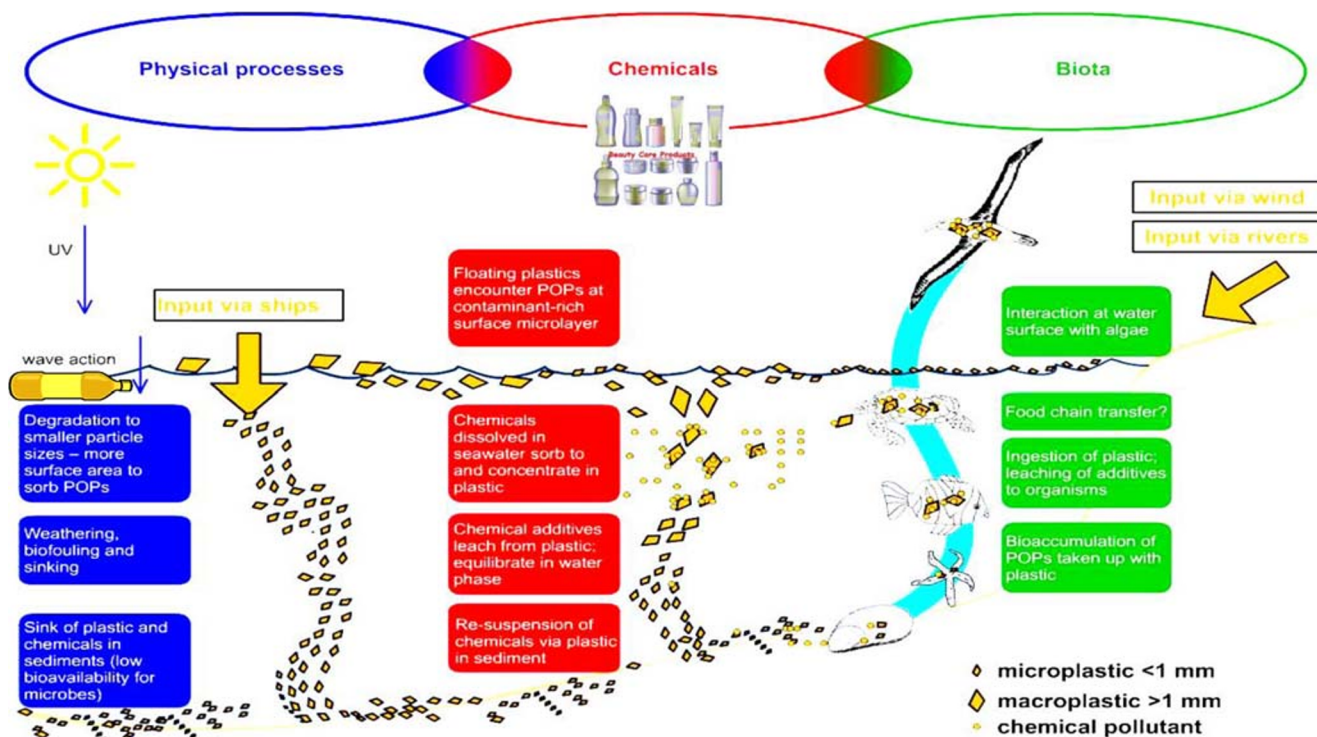 Physical processes
Chemicals
Biota
Beauty Care Products
Input via wind
Input via rivers
UV
Input via ships
wave action
Degradation to
smaller particle
sizes – more
surface area to
sorb POPs
Weathering,
biofouling and
sinking
Sink of plastic and
chemicals in
sediments (low
bioavailability for
microbes)
Floating plastics
encounter POPs at
contaminant-rich
surface microlayer
Chemicals
dissolved in
seawater sorb to
and concentrate in
plastic
Chemical additives
leach from plastic;
equilibrate in water
phase
Re-suspension of
chemicals via plastic
in sediment
Interaction at water
surface with algae
Food chain transfer?
Ingestion of plastic;
leaching of additives
to organisms
Bioaccumulation of
POPs taken up with
plastic
microplastic <1 mm
macroplastic >1 mm
chemical pollutant